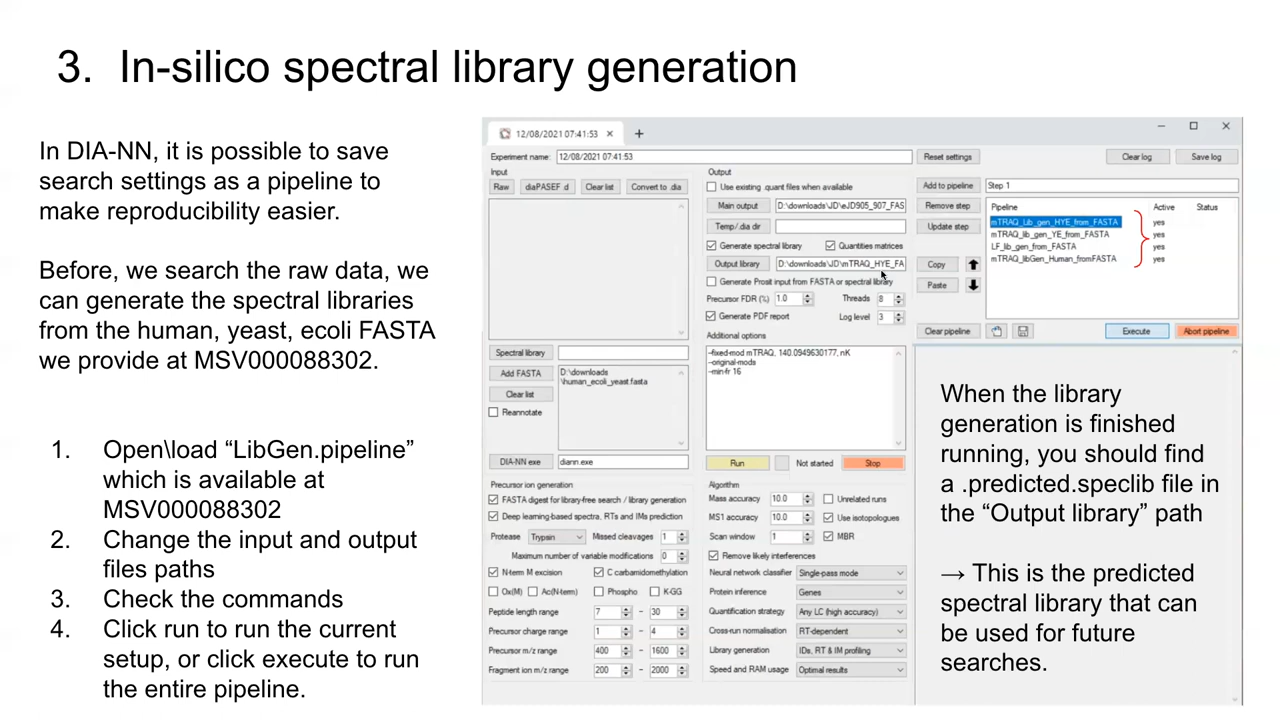 3. In-silico spectral library generation
In DIA-NN, it is possible to save
search settings as a pipeline to
make reproducibility easier.
Before, we search the raw data, we
can generate the spectral libraries
from the human, yeast, ecoli FASTA
we provide at MSV000088302.
1. Open\load “LibGen.pipeline”
which is available at
MSV000088302
2. Change the input and output
files paths
3. Check the commands
4. Click run to run the current
setup, or click execute to run
the entire pipeline.
12/08/2021 07:41:53
Experiment name: 12/08/2021 07:41:53
Input
Raw diaPASEF .d Clear list Convert to .dia
Spectral library
Add FASTA D:\downloads
\human_ecoli_yeast.fasta
Clear list
Reannotate
DIA-NN exe diann.exe
Precursor ion generation
FASTA digest for library-free search / library generation
Deep learning-based spectra, RTs and IMs prediction
Protease Trypsin Missed cleavages 1
Maximum number of variable modifications 0
N-term M excision C carbamidomethylation
Ox(M) Ac(N-term) Phospho K-GG
Peptide length range 7 - 30
Precursor charge range 1 - 4
Precursor m/z range 400 - 1600
Fragment ion m/z range 200 - 2000
Output
Use existing .quant files when available
Main output D:\downloads\JD\eJD905_907_FAS
Temp/.dia dir
Generate spectral library Quantities matrices
Output library D:\downloads\JD\mTRAQ_HYE_FA
Generate Prosit input from FASTA or spectral library
Precursor FDR (%) 1.0 Threads 8
Generate PDF report Log level 3
Additional options
--fixed-mod mTRAQ, 140.0949630177, nK
--original-mods
--min-fr 16
Run Not started Stop
Algorithm
Mass accuracy 10.0 Unrelated runs
MS1 accuracy 10.0 Use isotopologues
Scan window 1 MBR
Remove likely interferences
Neural network classifier Single-pass mode
Protein inference Genes
Quantification strategy Any LC (high accuracy)
Cross-run normalisation RT-dependent
Library generation IDs, RT & IM profiling
Speed and RAM usage Optimal results
Reset settings Clear log Save log
Add to pipeline Step 1
Remove step
Update step
Copy
Paste
Pipeline Active Status
mTRAQ_Lib_gen_HYE_from_FASTA yes
mTRAQ_lib_gen_YE_from_FASTA yes
LF_lib_gen_from_FASTA yes
mTRAQ_libGen_Human_fromFASTA yes
Clear pipeline Execute Abort pipeline
When the library
generation is finished
running, you should find
a .predicted.speclib file in
the “Output library” path
→ This is the predicted
spectral library that can
be used for future
searches.